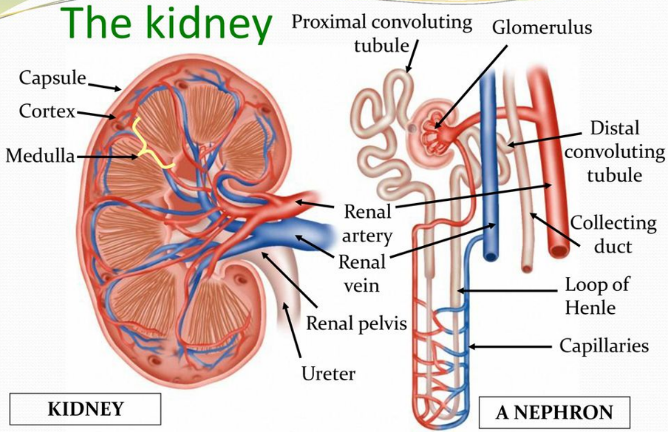 The kidney
Capsule
Cortex
Medulla
Proximal convoluting
tubule
Glomerulus
Distal
convoluting
tubule
Renal
artery
Renal
vein
Collecting
duct
Loop of
Henle
Renal pelvis
Capillaries
Ureter
KIDNEY
A NEPHRON